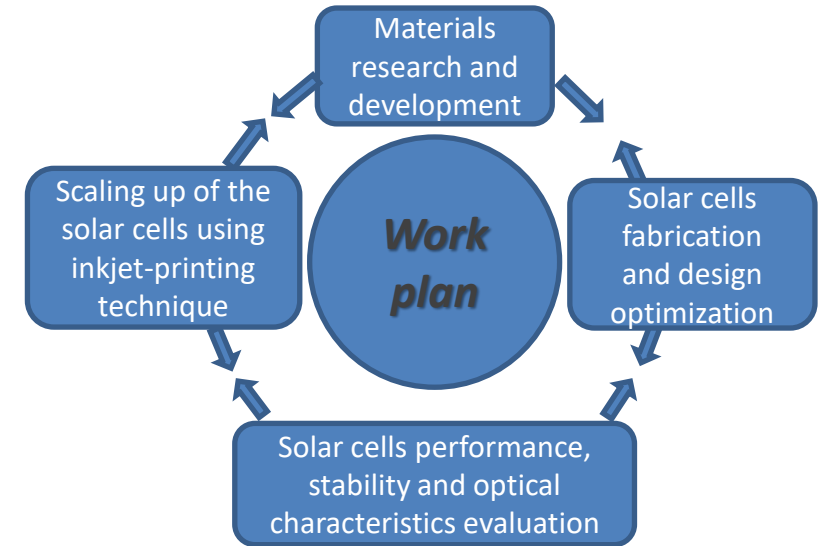 Materials
research and
development
Scaling up of the
solar cells using
inkjet-printing
technique
Work
plan
Solar cells
fabrication
and design
optimization
Solar cells performance,
stability and optical
characteristics evaluation